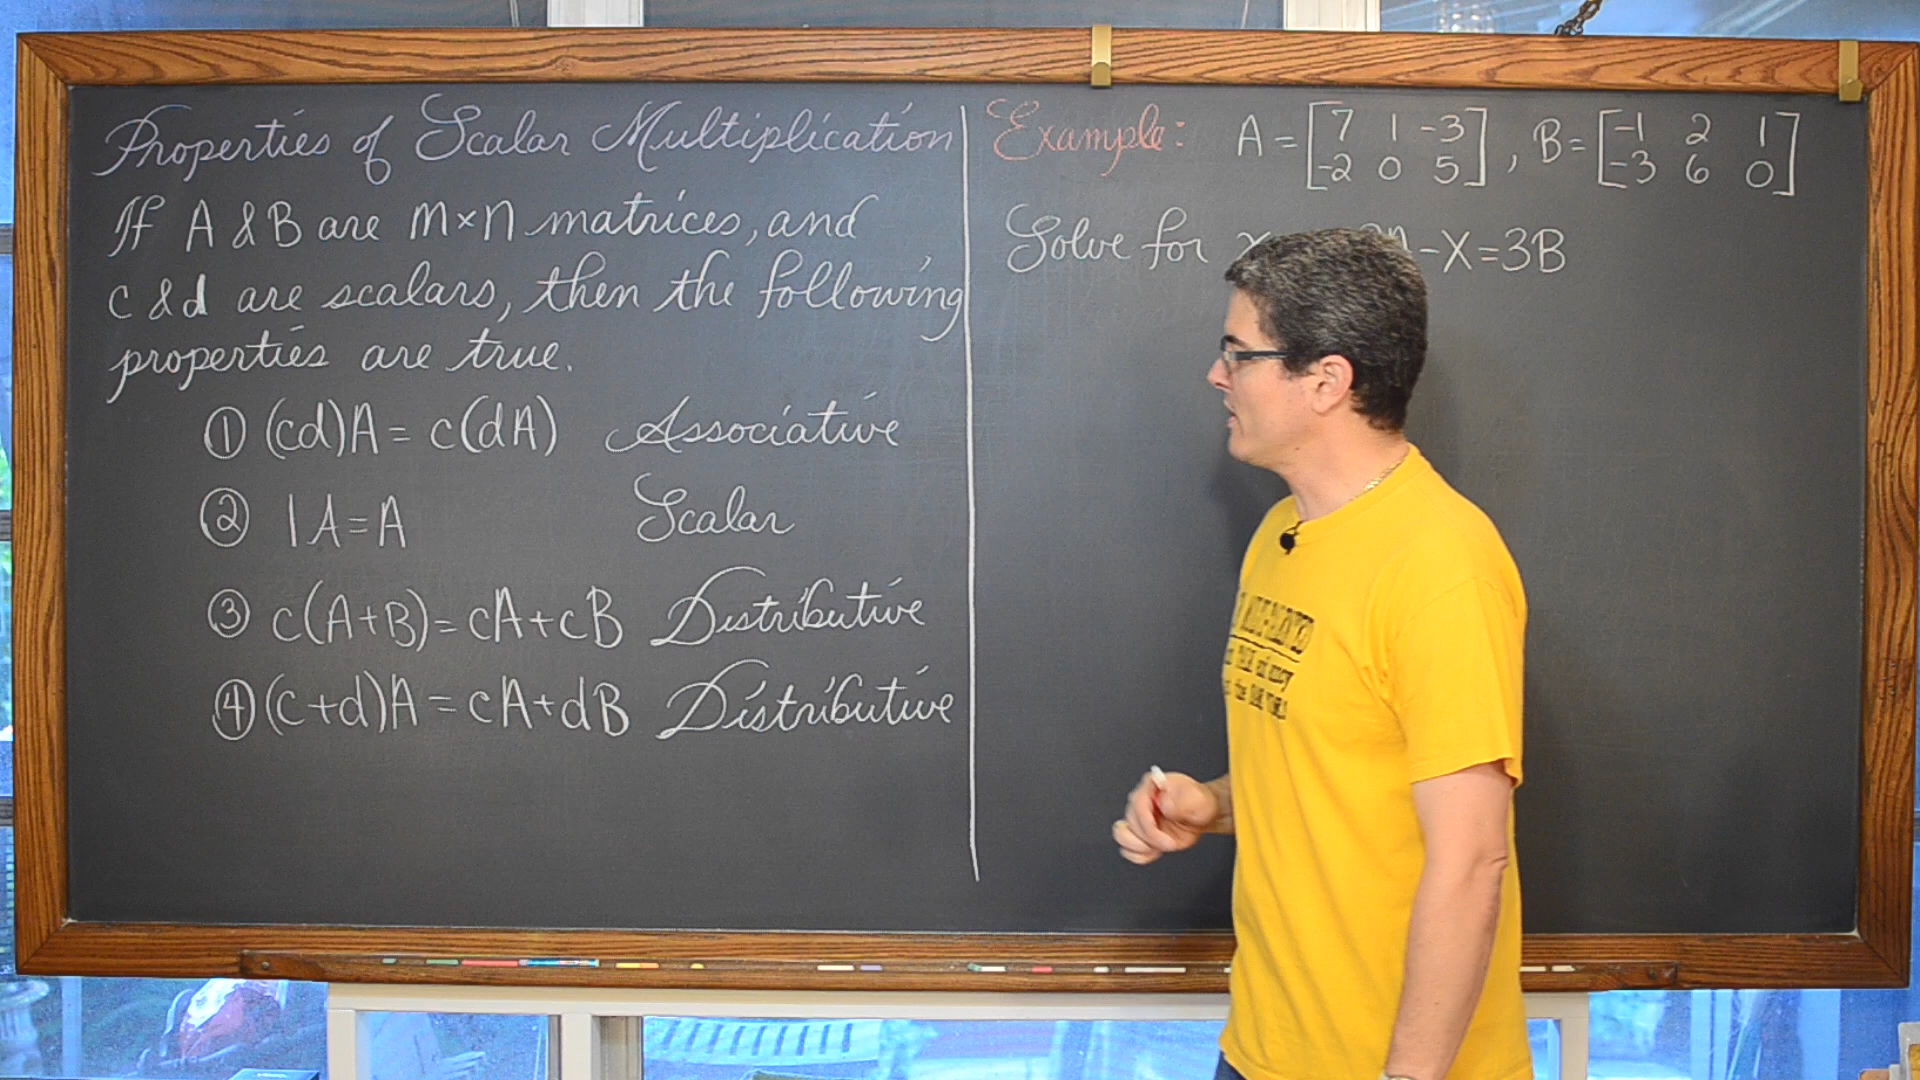 Properties of Scalar Multiplication
If A & B are m×n matrices, and
c & d are scalars, then the following
properties are true.
① (cd)A = c(dA) Associative
② 1A = A Scalar
③ c(A+B) = cA+cB Distributive
④ (c+d)A = cA+dB Distributive
Example: A = [7 1 -3
-2 0 5], B = [-1 2 1
-3 6 0]
Solve for -X=3B